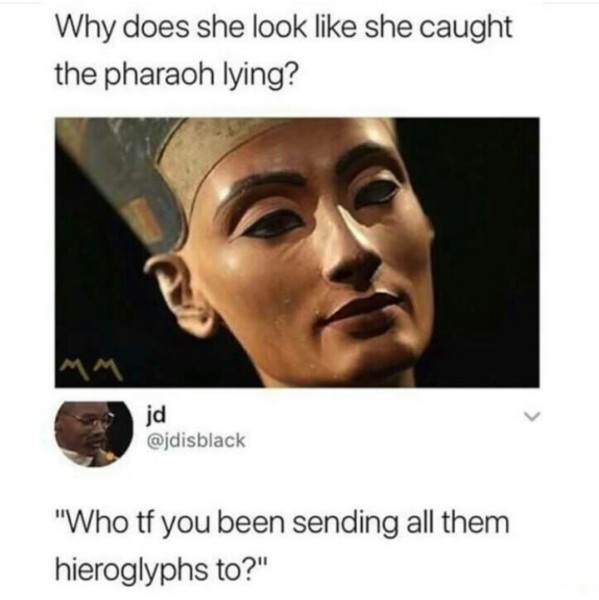 Why does she look like she caught
the pharaoh lying?
MM
jd
@jdisblack
"Who tf you been sending all them
hieroglyphs to?"